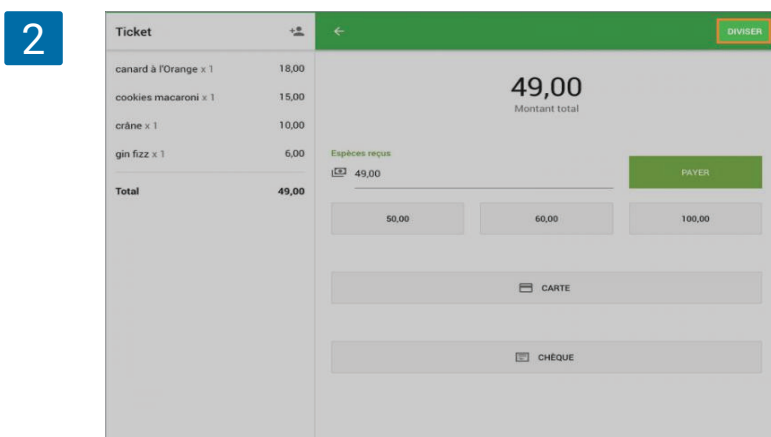 2
Ticket
DIVISER
canard à l'Orange x 1 18,00
cookies macaroni x 1 15,00
crâne x 1 10,00
gin fizz x 1 6,00
Total 49,00
49,00
Montant total
Espèces reçus
49,00
PAYER
50,00 60,00 100,00
CARTE
CHÈQUE